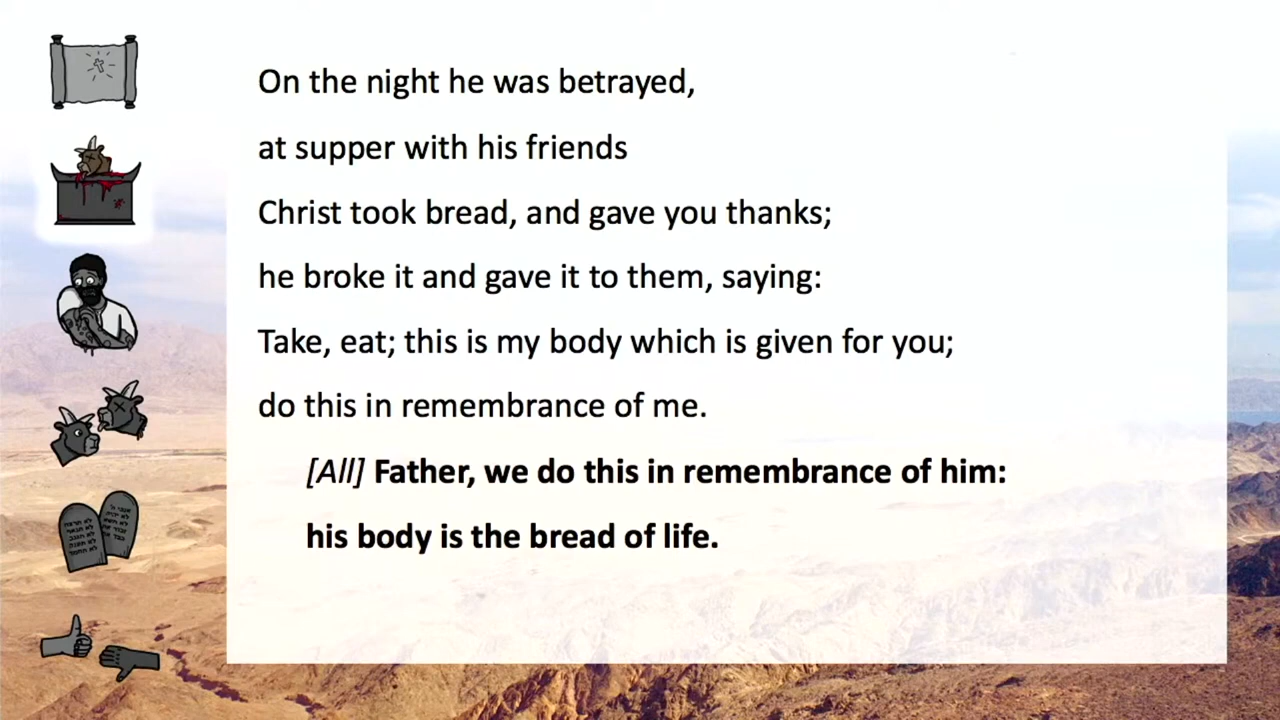 On the night he was betrayed,
at supper with his friends
Christ took bread, and gave you thanks;
he broke it and gave it to them, saying:
Take, eat; this is my body which is given for you;
do this in remembrance of me.
[All] Father, we do this in remembrance of him:
his body is the bread of life.